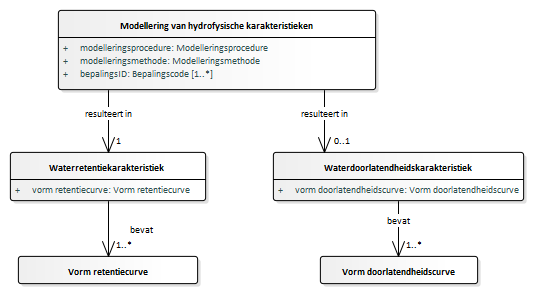 Modellering van hydrofysische karakteristieken
+ modelleringsprocedure: Modelleringsprocedure
+ modelleringsmethode: Modelleringsmethode
+ bepalingsID: Bepalingscode [1..*]
resulteert in
resulteert in
1
0..1
Waterretentiekarakteristiek
+ vorm retentiecurve: Vorm retentiecurve
Waterdoorlatendheidskarakteristiek
+ vorm doorlatendheidscurve: Vorm doorlatendheidscurve
bevat
bevat
1..*
1..*
Vorm retentiecurve
Vorm doorlatendheidscurve